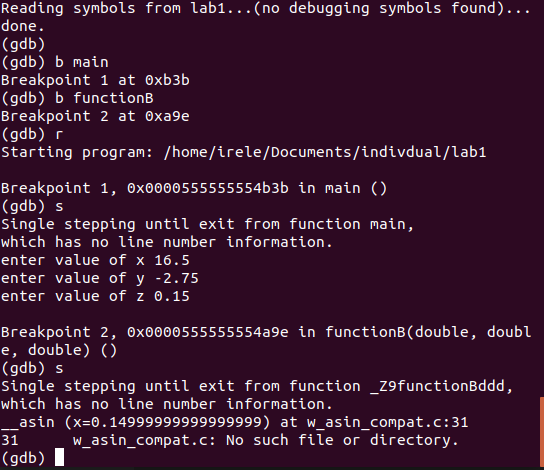 Reading symbols from lab1...(no debugging symbols found)...
done.
(gdb)
(gdb) b main
Breakpoint 1 at 0xb3b
(gdb) b functionB
Breakpoint 2 at 0xa9e
(gdb) r
Starting program: /home/irele/Documents/indivdual/lab1
Breakpoint 1, 0x0000555555554b3b in main ()
(gdb) s
Single stepping until exit from function main,
which has no line number information.
enter value of x 16.5
enter value of y -2.75
enter value of z 0.15
Breakpoint 2, 0x0000555555554a9e in functionB(double, doubl
e, double) ()
(gdb) s
Single stepping until exit from function _Z9functionBddd,
which has no line number information.
__asin (x=0.14999999999999999) at w_asin_compat.c:31
31      w_asin_compat.c: No such file or directory.
(gdb)